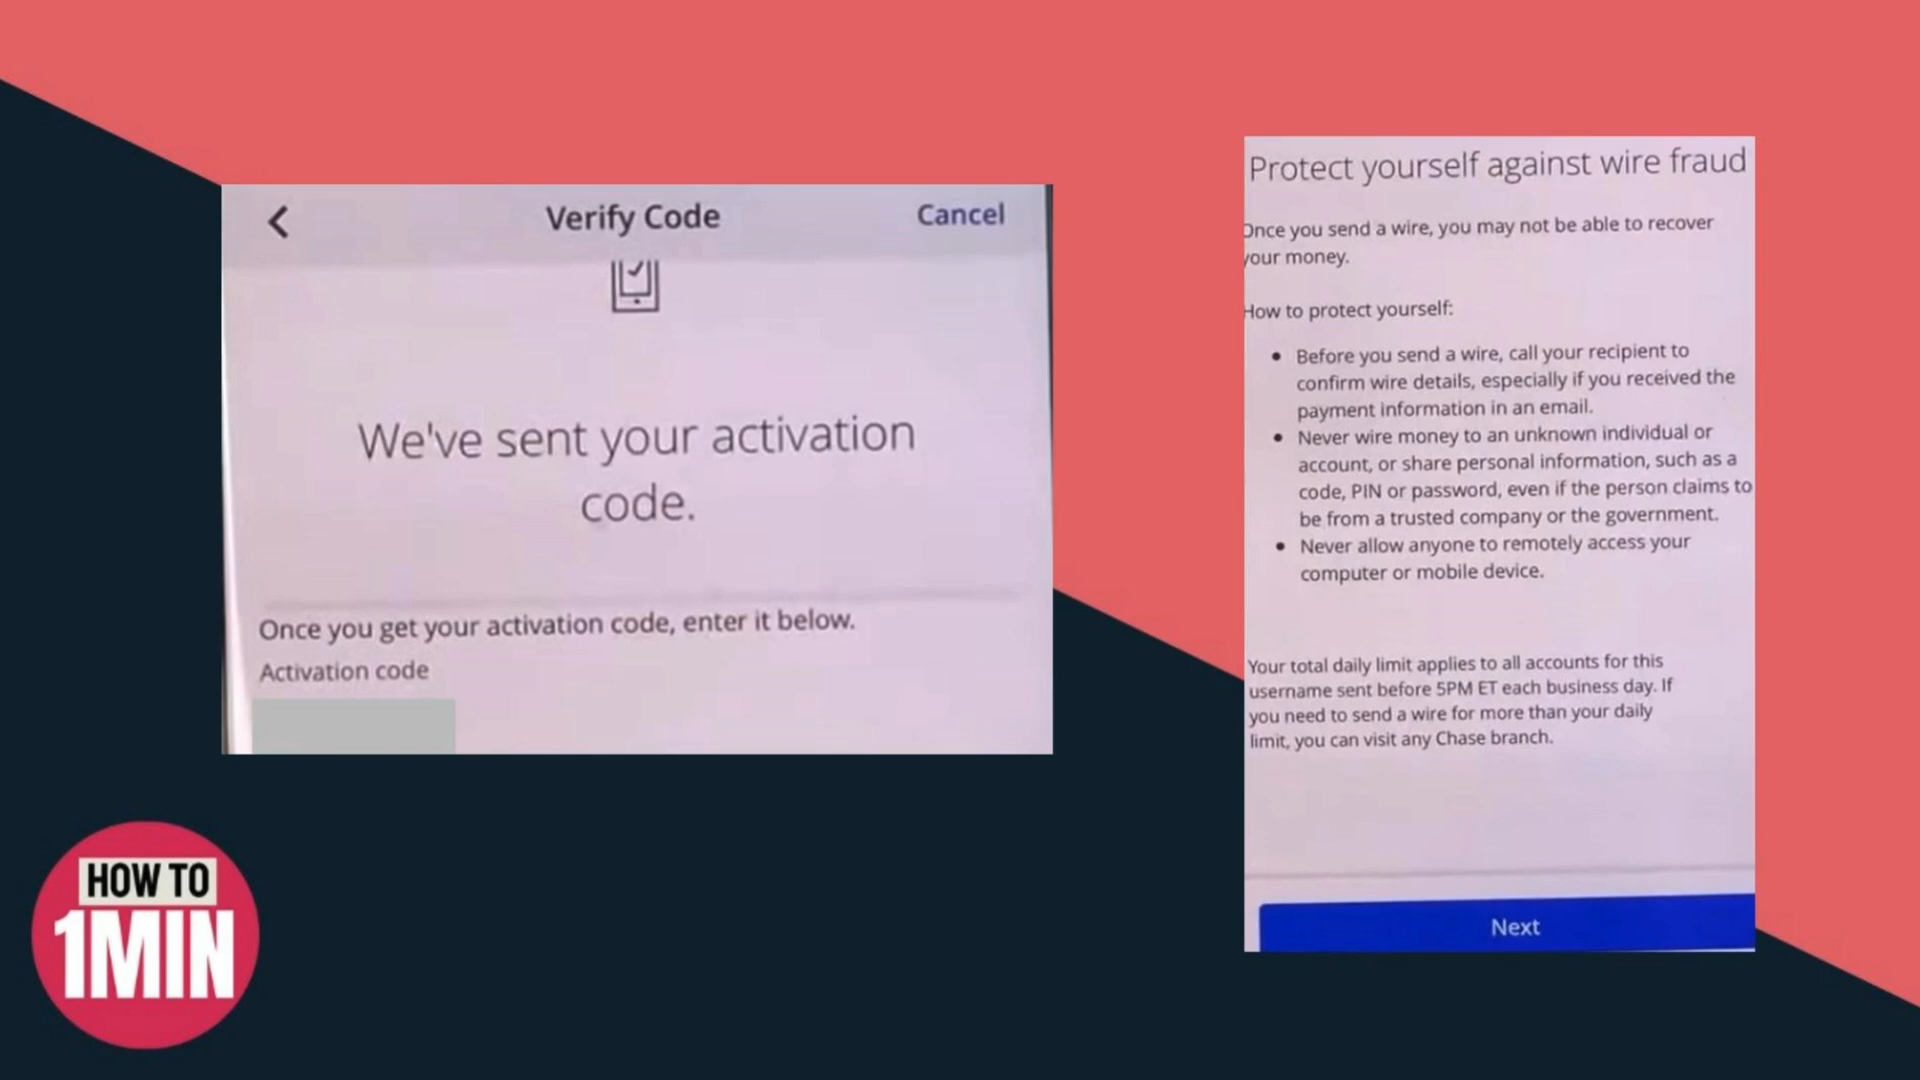 Verify Code
Cancel
We've sent your activation
code.
Once you get your activation code, enter it below.
Activation code
Protect yourself against wire fraud
Once you send a wire, you may not be able to recover
your money.
How to protect yourself:
• Before you send a wire, call your recipient to
confirm wire details, especially if you received the
payment information in an email.
• Never wire money to an unknown individual or
account, or share personal information, such as a
code, PIN or password, even if the person claims to
be from a trusted company or the government.
• Never allow anyone to remotely access your
computer or mobile device.
Your total daily limit applies to all accounts for this
username sent before 5PM ET each business day. If
you need to send a wire for more than your daily
limit, you can visit any Chase branch.
Next
HOW TO
1MIN